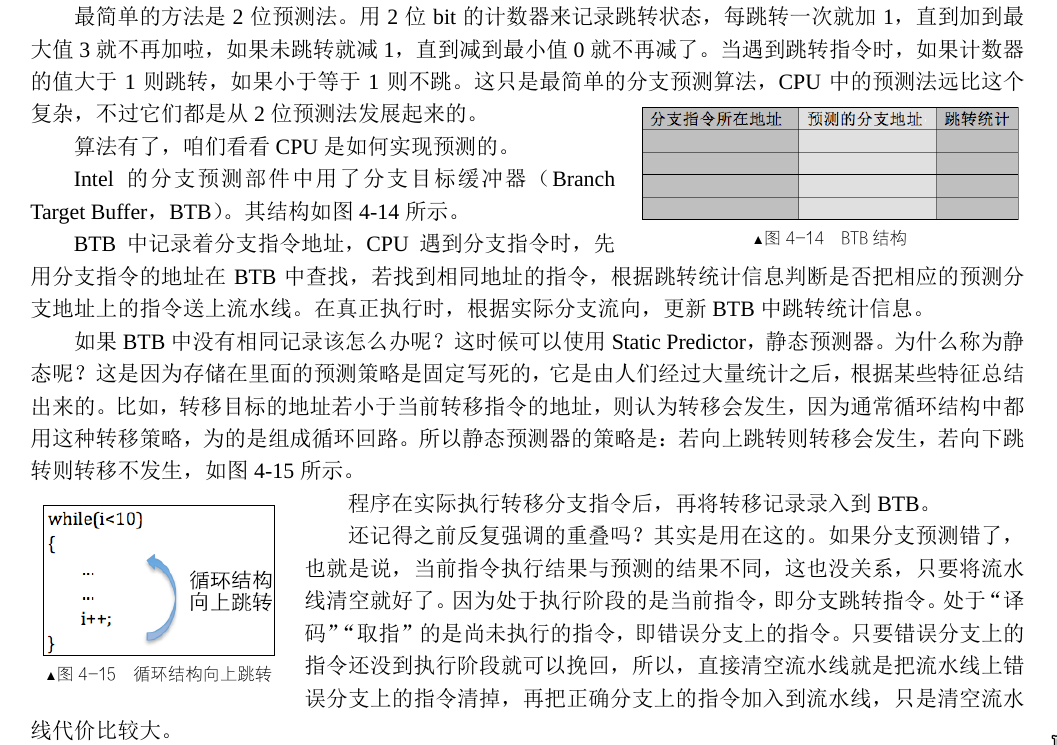 最简单的方法是 2 位预测法。用 2 位 bit 的计数器来记录跳转状态，每跳转一次就加 1，直到加到最
大值 3 就不再加啦，如果未跳转就减 1，直到减到最小值 0 就不再减了。当遇到跳转指令时，如果计数器
的值大于 1 则跳转，如果小于等于 1 则不跳。这只是最简单的分支预测算法，CPU 中的预测法远比这个
复杂，不过它们都是从 2 位预测法发展起来的。
算法有了，咱们看看 CPU 是如何实现预测的。
Intel 的分支预测部件中用了分支目标缓冲器（Branch
Target Buffer，BTB）。其结构如图 4-14 所示。
分支指令所在地址 预测的分支地址 跳转统计
▲图 4-14 BTB 结构
BTB 中记录着分支指令地址，CPU 遇到分支指令时，先
用分支指令的地址在 BTB 中查找，若找到相同地址的指令，根据跳转统计信息判断是否把相应的预测分
支地址上的指令送上流水线。在真正执行时，根据实际分支流向，更新 BTB 中跳转统计信息。
如果 BTB 中没有相同记录该怎么办呢？这时候可以使用 Static Predictor，静态预测器。为什么称为静
态呢？这是因为存储在里面的预测策略是固定写死的，它是由人们经过大量统计之后，根据某些特征总结
出来的。比如，转移目标的地址若小于当前转移指令的地址，则认为转移会发生，因为通常循环结构中都
用这种转移策略，为的是组成循环回路。所以静态预测器的策略是：若向上跳转则转移会发生，若向下跳
转则转移不发生，如图 4-15 所示。
while(i<10)
{
...
...
i++;
}
循环结构
向上跳转
▲图 4-15 循环结构向上跳转
程序在实际执行转移分支指令后，再将转移记录录入到 BTB。
还记得之前反复强调的重叠吗？其实是用在这的。如果分支预测错了，
也就是说，当前指令执行结果与预测的结果不同，这也没关系，只要将流水
线清空就好了。因为处于执行阶段的是当前指令，即分支跳转指令。处于“译
码”“取指”的是尚未执行的指令，即错误分支上的指令。只要错误分支上的
指令还没到执行阶段就可以挽回，所以，直接清空流水线就是把流水线上错
误分支上的指令清掉，再把正确分支上的指令加入到流水线，只是清空流水
线代价比较大。